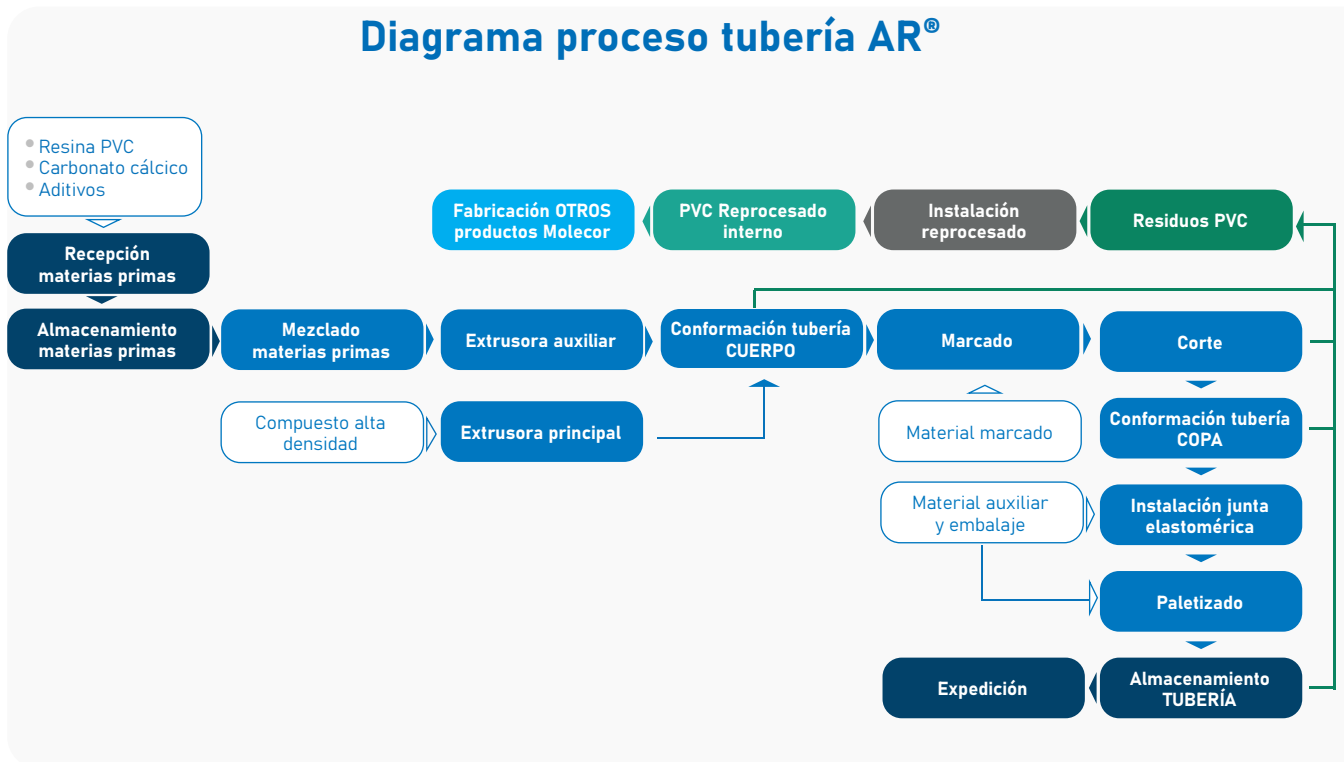 Diagrama proceso tubería AR®
Resina PVC
Carbonato cálcico
Aditivos
Recepción
materias primas
Almacenamiento
materias primas
Mezclado
materias primas
Extrusora auxiliar
Conformación tubería
CUERPO
Marcado
Corte
Compuesto alta
densidad
Extrusora principal
Material marcado
Conformación tubería
COPA
Material auxiliar
y embalaje
Instalación junta
elastomérica
Paletizado
Almacenamiento
TUBERÍA
Expedición
Residuos PVC
Instalación
reprocesado
PVC Reprocesado
interno
Fabricación OTROS
productos Molecor